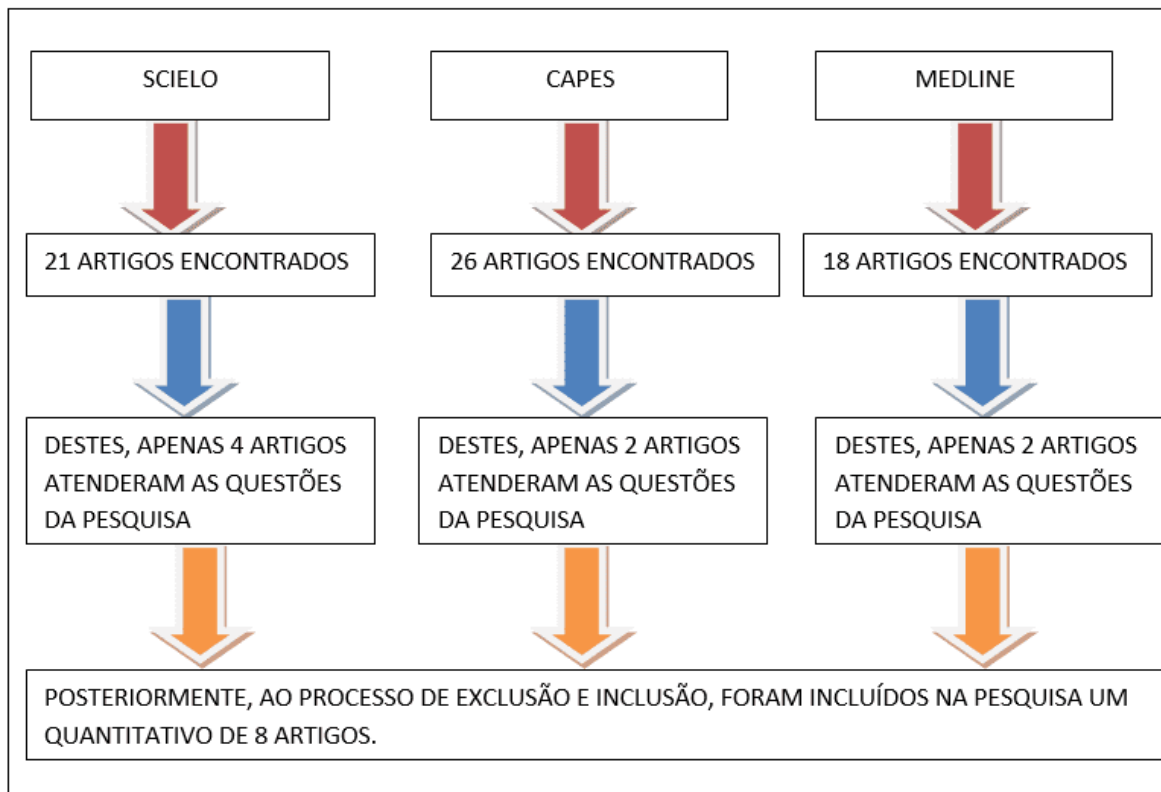 SCIELO
CAPES
MEDLINE
21 ARTIGOS ENCONTRADOS
26 ARTIGOS ENCONTRADOS
18 ARTIGOS ENCONTRADOS
DESTES, APENAS 4 ARTIGOS
ATENDERAM AS QUESTÕES
DA PESQUISA
DESTES, APENAS 2 ARTIGOS
ATENDERAM AS QUESTÕES
DA PESQUISA
DESTES, APENAS 2 ARTIGOS
ATENDERAM AS QUESTÕES
DA PESQUISA
POSTERIORMENTE, AO PROCESSO DE EXCLUSÃO E INCLUSÃO, FORAM INCLUÍDOS NA PESQUISA UM
QUANTITATIVO DE 8 ARTIGOS.